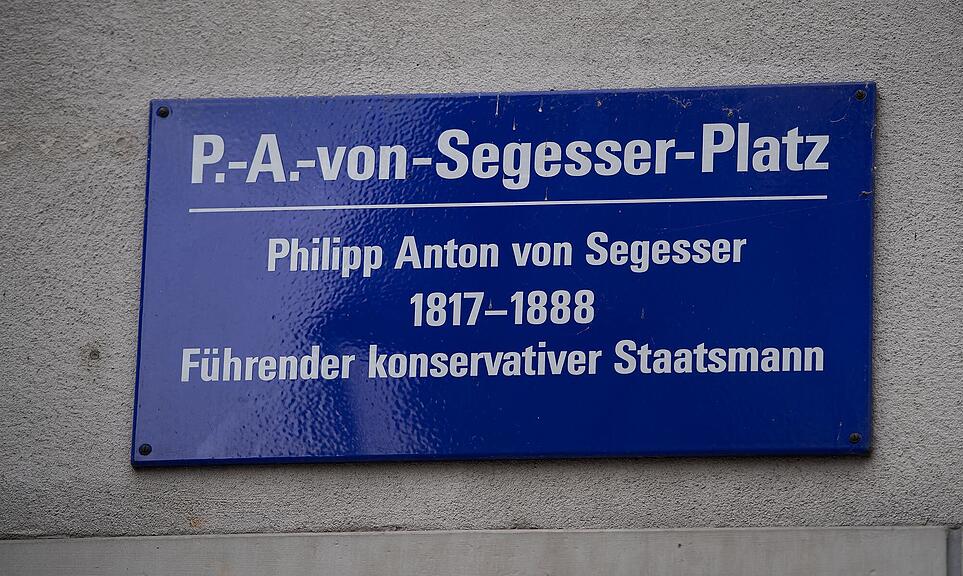 P.-A.-von-Segesser-Platz
Philipp Anton von Segesser
1817–1888
Führender konservativer Staatsmann